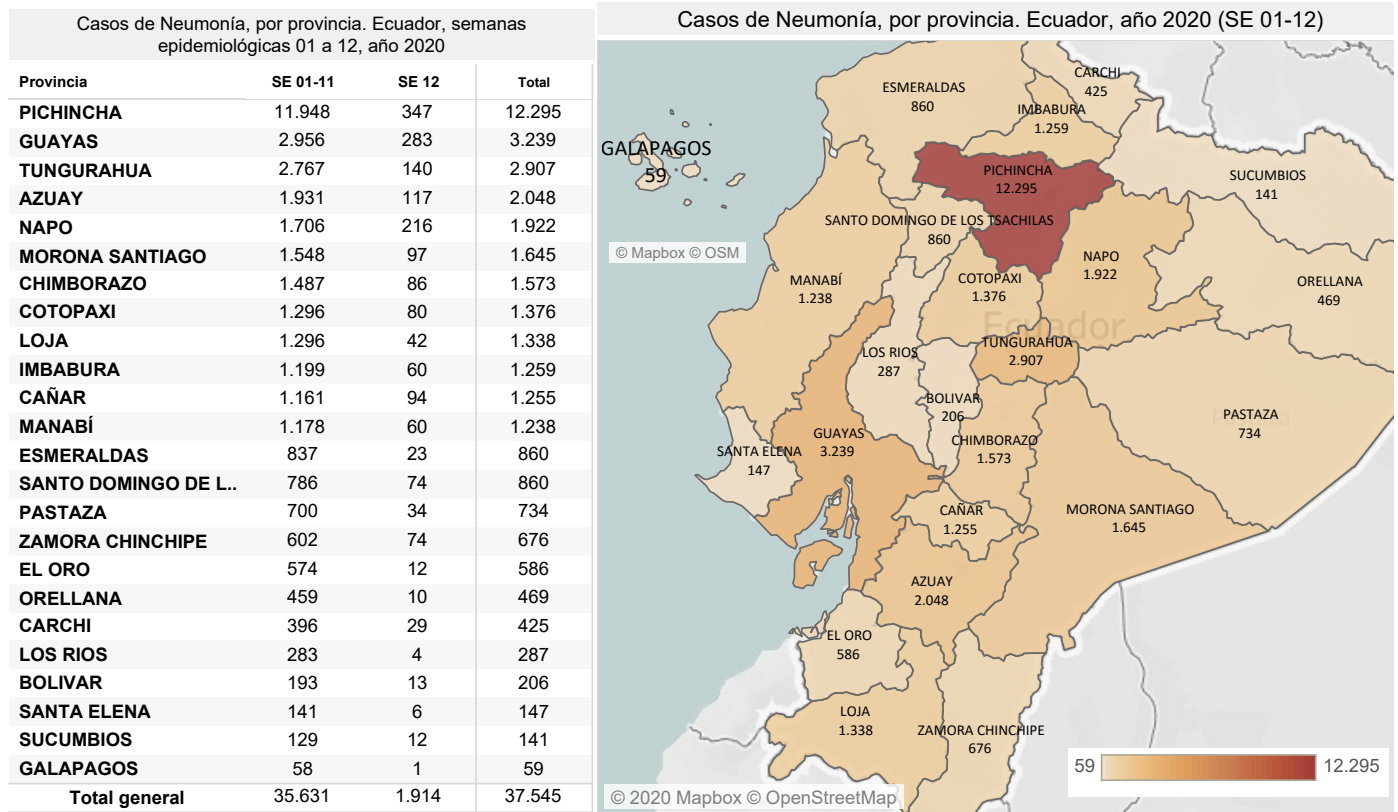 Casos de Neumonía, por provincia. Ecuador, semanas
epidemiológicas 01 a 12, año 2020
Provincia SE 01-11 SE 12 Total
PICHINCHA 11.948 347 12.295
GUAYAS 2.956 283 3.239
TUNGURAHUA 2.767 140 2.907
AZUAY 1.931 117 2.048
NAPO 1.706 216 1.922
MORONA SANTIAGO 1.548 97 1.645
CHIMBORAZO 1.487 86 1.573
COTOPAXI 1.296 80 1.376
LOJA 1.296 42 1.338
IMBABURA 1.199 60 1.259
CAÑAR 1.161 94 1.255
MANABÍ 1.178 60 1.238
ESMERALDAS 837 23 860
SANTO DOMINGO DE L.. 786 74 860
PASTAZA 700 34 734
ZAMORA CHINCHIPE 602 74 676
EL ORO 574 12 586
ORELLANA 459 10 469
CARCHI 396 29 425
LOS RIOS 283 4 287
BOLIVAR 193 13 206
SANTA ELENA 141 6 147
SUCUMBIOS 129 12 141
GALAPAGOS 58 1 59
Total general 35.631 1.914 37.545
Casos de Neumonía, por provincia. Ecuador, año 2020 (SE 01-12)
CARCHI
425
ESMERALDAS
860
IMBABURA
1.259
GALAPAGOS
59
PICHINCHA
12.295
SUCUMBIOS
141
SANTO DOMINGO DE LOS TSACHILAS
860
© Mapbox © OSM
NAPO
1.922
MANABÍ
1.238
COTOPAXI
1.376
ORELLANA
469
Ecuador
TUNGURAHUA
2.907
LOS RIOS
287
BOLIVAR
206
PASTAZA
734
GUAYAS
3.239
CHIMBORAZO
1.573
SANTA ELENA
147
CAÑAR
1.255
MORONA SANTIAGO
1.645
AZUAY
2.048
EL ORO
586
LOJA
1.338
ZAMORA CHINCHIPE
676
59 12.295
© 2020 Mapbox © OpenStreetMap